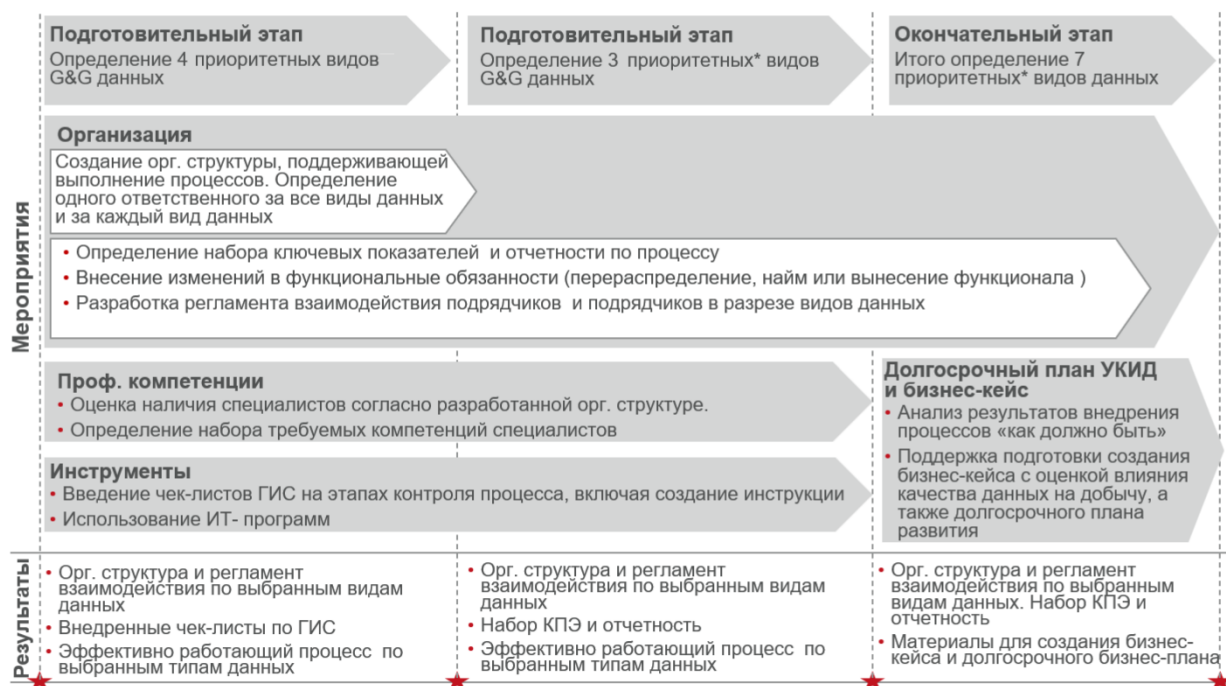 Подготовительный этап
Определение 4 приоритетных видов
G&G данных
Подготовительный этап
Определение 3 приоритетных* видов
G&G данных
Окончательный этап
Итого определение 7
приоритетных* видов данных
Мероприятия
Организация
Создание орг. структуры, поддерживающей
выполнение процессов. Определение
одного ответственного за все виды данных
и за каждый вид данных
• Определение набора ключевых показателей и отчетности по процессу
• Внесение изменений в функциональные обязанности (перераспределение, найм или вынесение функционала )
• Разработка регламента взаимодействия подрядчиков и подрядчиков в разрезе видов данных
Проф. компетенции
• Оценка наличия специалистов согласно разработанной орг. структуре.
• Определение набора требуемых компетенций специалистов
Инструменты
• Введение чек-листов ГИС на этапах контроля процесса, включая создание инструкции
• Использование ИТ- программ
Долгосрочный план УКИД
и бизнес-кейс
• Анализ результатов внедрения
процессов «как должно быть»
• Поддержка подготовки создания
бизнес-кейса с оценкой влияния
качества данных на добычу, а
также долгосрочного плана
развития
Результаты
• Орг. структура и регламент
взаимодействия по выбранным видам
данных
• Внедренные чек-листы по ГИС
• Эффективно работающий процесс по
выбранным типам данных
• Орг. структура и регламент
взаимодействия по выбранным видам
данных
• Набор КПЭ и отчетность
• Эффективно работающий процесс по
выбранным типам данных
• Орг. структура и регламент
взаимодействия по выбранным
видам данных. Набор КПЭ и
отчетность
• Материалы для создания бизнес-
кейса и долгосрочного бизнес-плана